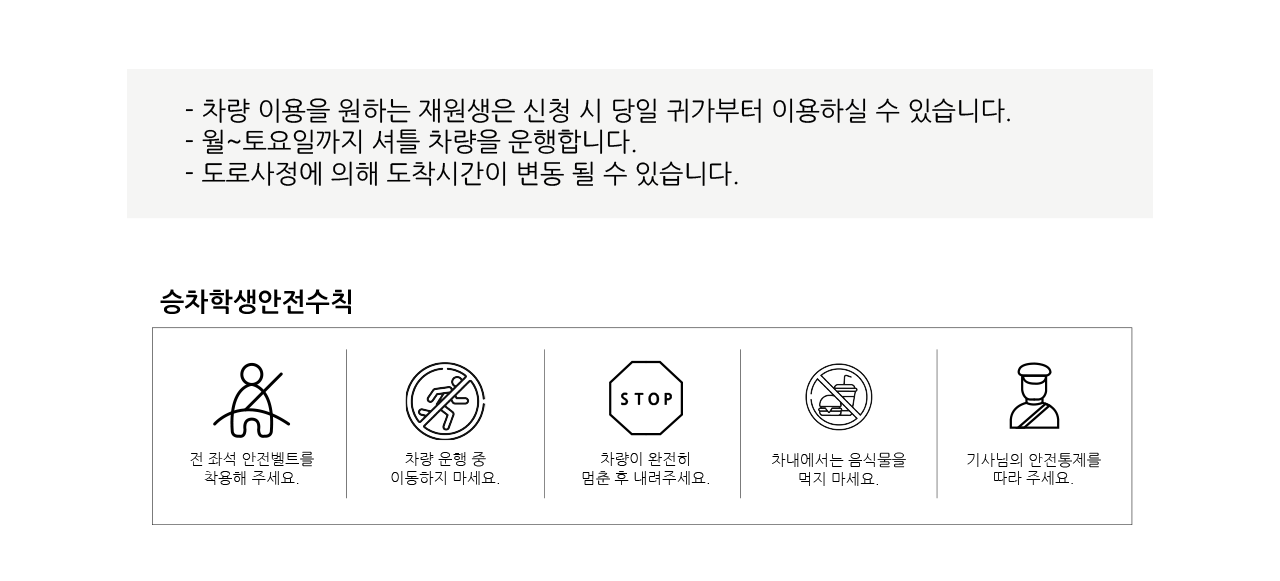 - 차량 이용을 원하는 재원생은 신청 시 당일 귀가부터 이용하실 수 있습니다.
- 월~토요일까지 셔틀 차량을 운행합니다.
- 도로사정에 의해 도착시간이 변동 될 수 있습니다.
승차학생안전수칙
전 좌석 안전벨트를
착용해 주세요.
차량 운행 중
이동하지 마세요.
STOP
차량이 완전히
멈춘 후 내려주세요.
차내에서는 음식물을
먹지 마세요.
기사님의 안전통제를
따라 주세요.